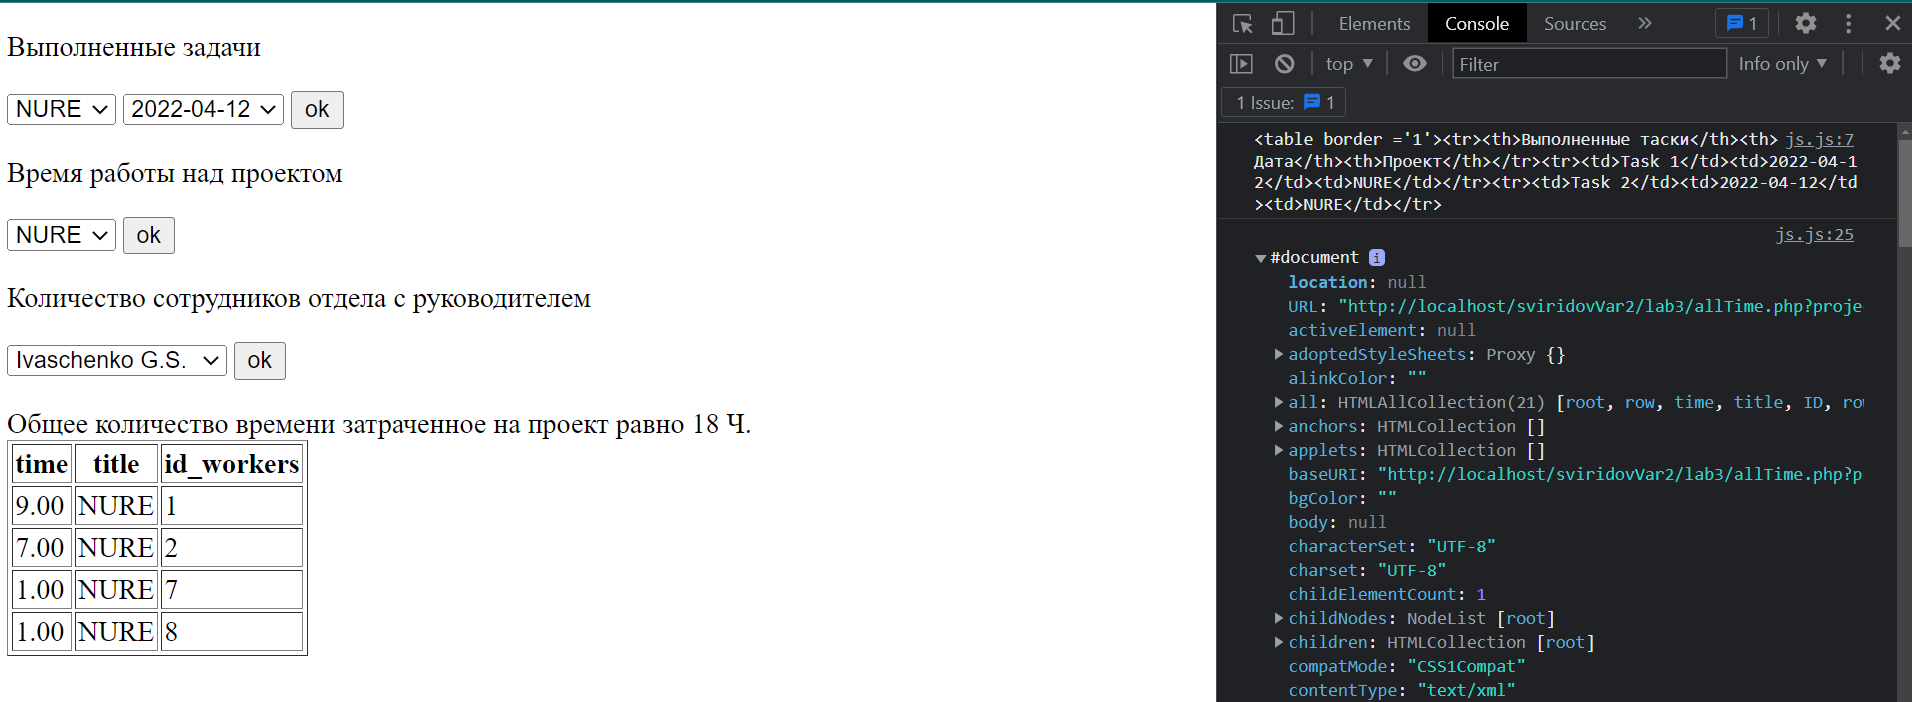 Выполненные задачи
NURE 2022-04-12 ok
Время работы над проектом
NURE ok
Количество сотрудников отдела с руководителем
Ivaschenko G.S. ok
Общее количество времени затраченное на проект равно 18 Ч.
time title id_workers
9.00 NURE 1
7.00 NURE 2
1.00 NURE 7
1.00 NURE 8
Elements Console Sources » 1
top Filter Info only
1 Issue: 1
<table border ='1'><tr><th>Выполненные таски</th><th> js.js:7
Дата</th><th>Проект</th></tr><tr><td>Task 1</td><td>2022-04-1
2</td><td>NURE</td></tr><tr><td>Task 2</td><td>2022-04-12</td
><td>NURE</td></tr>
js.js:25
#document i
location: null
URL: "http://localhost/sviridovVar2/lab3/allTime.php?proje
activeElement: null
adoptedStyleSheets: Proxy {}
alinkColor: ""
all: HTMLAllCollection(21) [root, row, time, title, ID, row
anchors: HTMLCollection []
applets: HTMLCollection []
baseURI: "http://localhost/sviridovVar2/lab3/allTime.php?p
bgColor: ""
body: null
characterSet: "UTF-8"
charset: "UTF-8"
childElementCount: 1
childNodes: NodeList [root]
children: HTMLCollection [root]
compatMode: "CSS1Compat"
contentType: "text/xml"